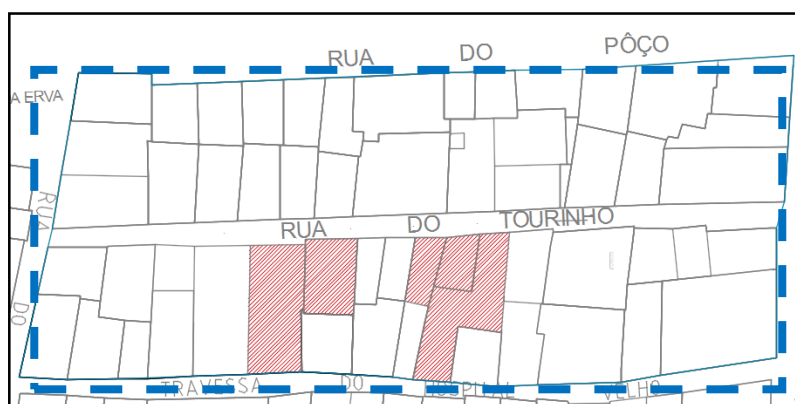 RUA DO PÔÇO
A ERVA
RUA
DO
RUA DO TOURINHO
TRAVESSA DO HOSPITAL VELHO